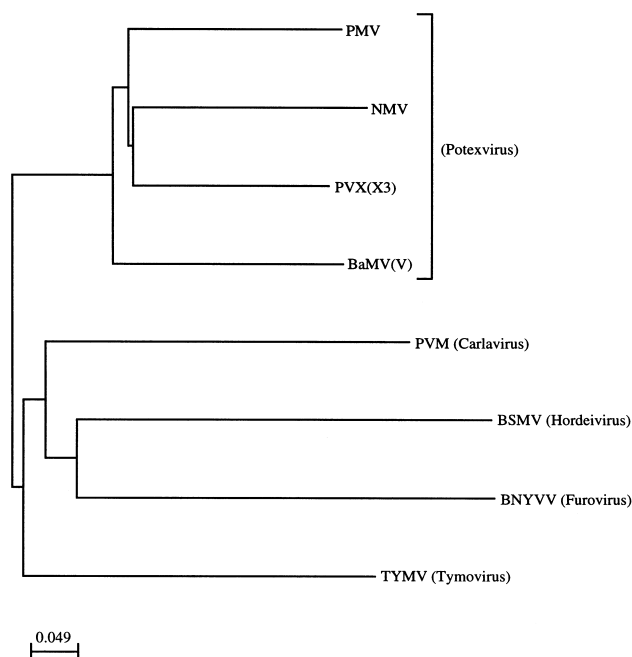 PMV
NMV
(Potexvirus)
PVX(X3)
BaMV(V)
PVM (Carlavirus)
BSMV (Hordeivirus)
BNYVV (Furovirus)
TYMV (Tymovirus)
0.049